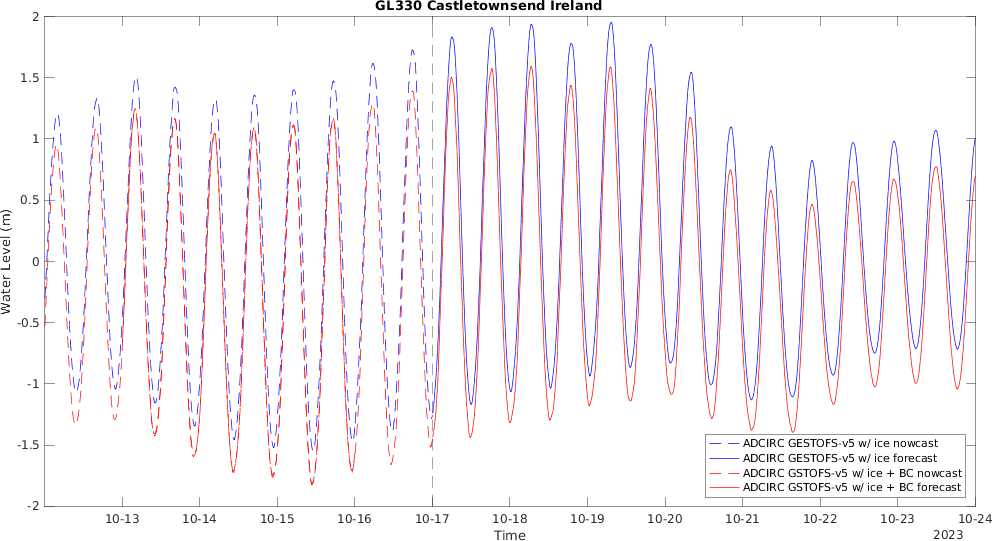 GL330 Castletownsend Ireland
2
1.5
1
0.5
0
-0.5
-1
-1.5
-2
Water Level (m)
ADCIRC GESTOFS-v5 w/ ice nowcast
ADCIRC GESTOFS-v5 w/ ice forecast
ADCIRC GSTOFS-v5 w/ ice + BC nowcast
ADCIRC GSTOFS-v5 w/ ice + BC forecast
10-13 10-14 10-15 10-16 10-17 10-18 10-19 10-20 10-21 10-22 10-23 10-24
Time
2023